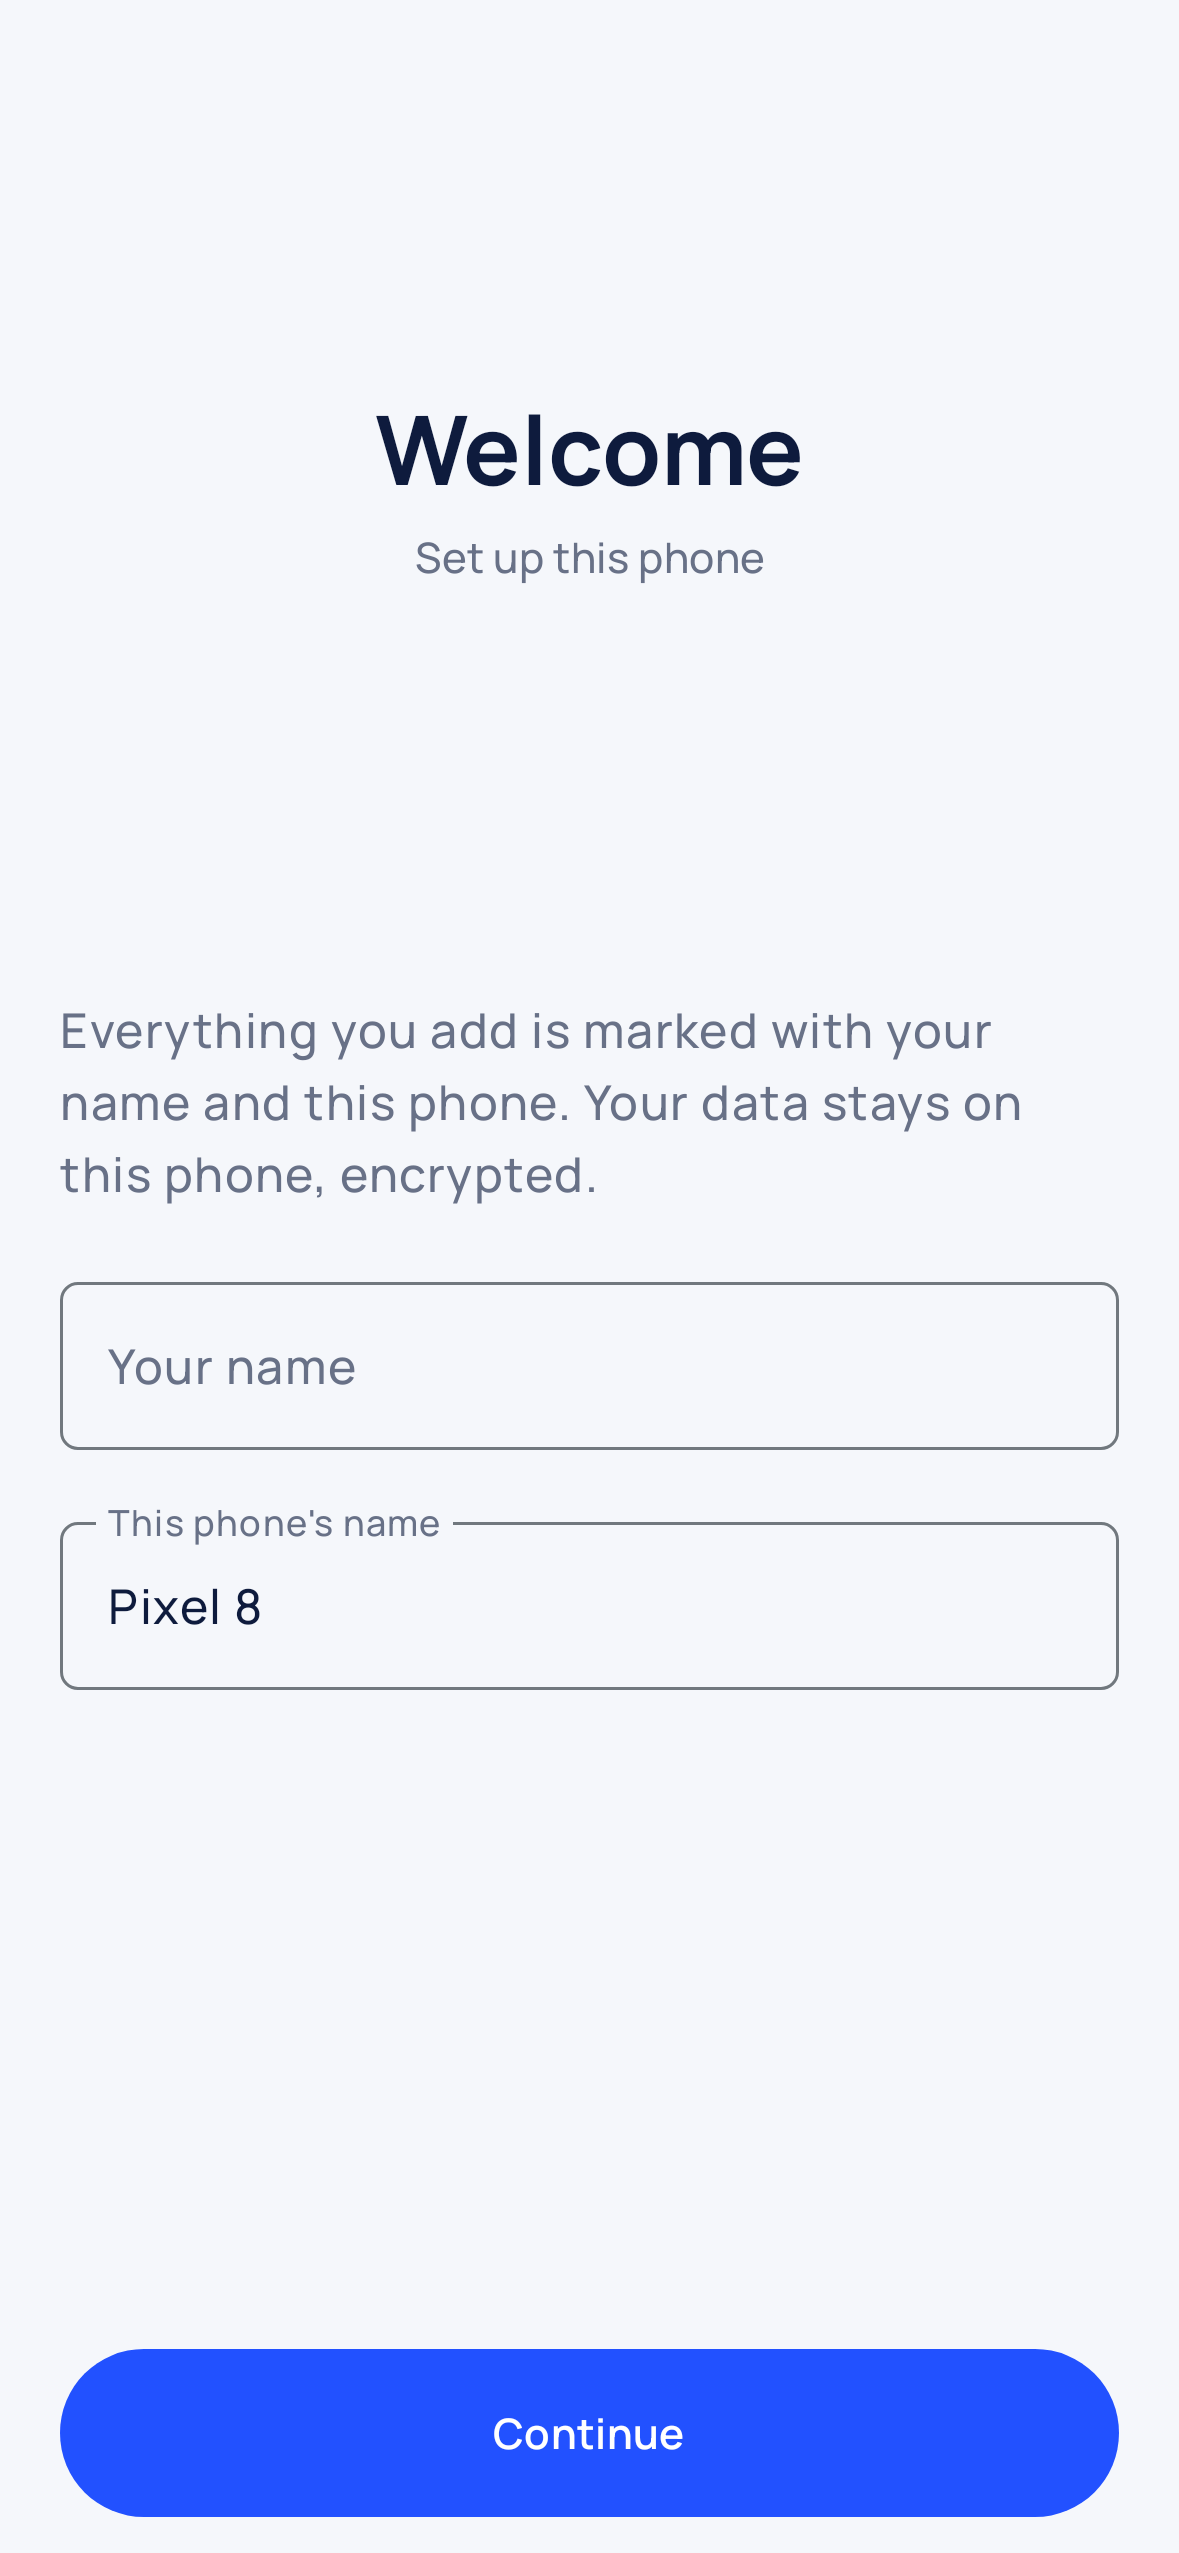 Welcome
Set up this phone
Everything you add is marked with your
name and this phone. Your data stays on
this phone, encrypted.
Your name
This phone's name
Pixel 8
Continue